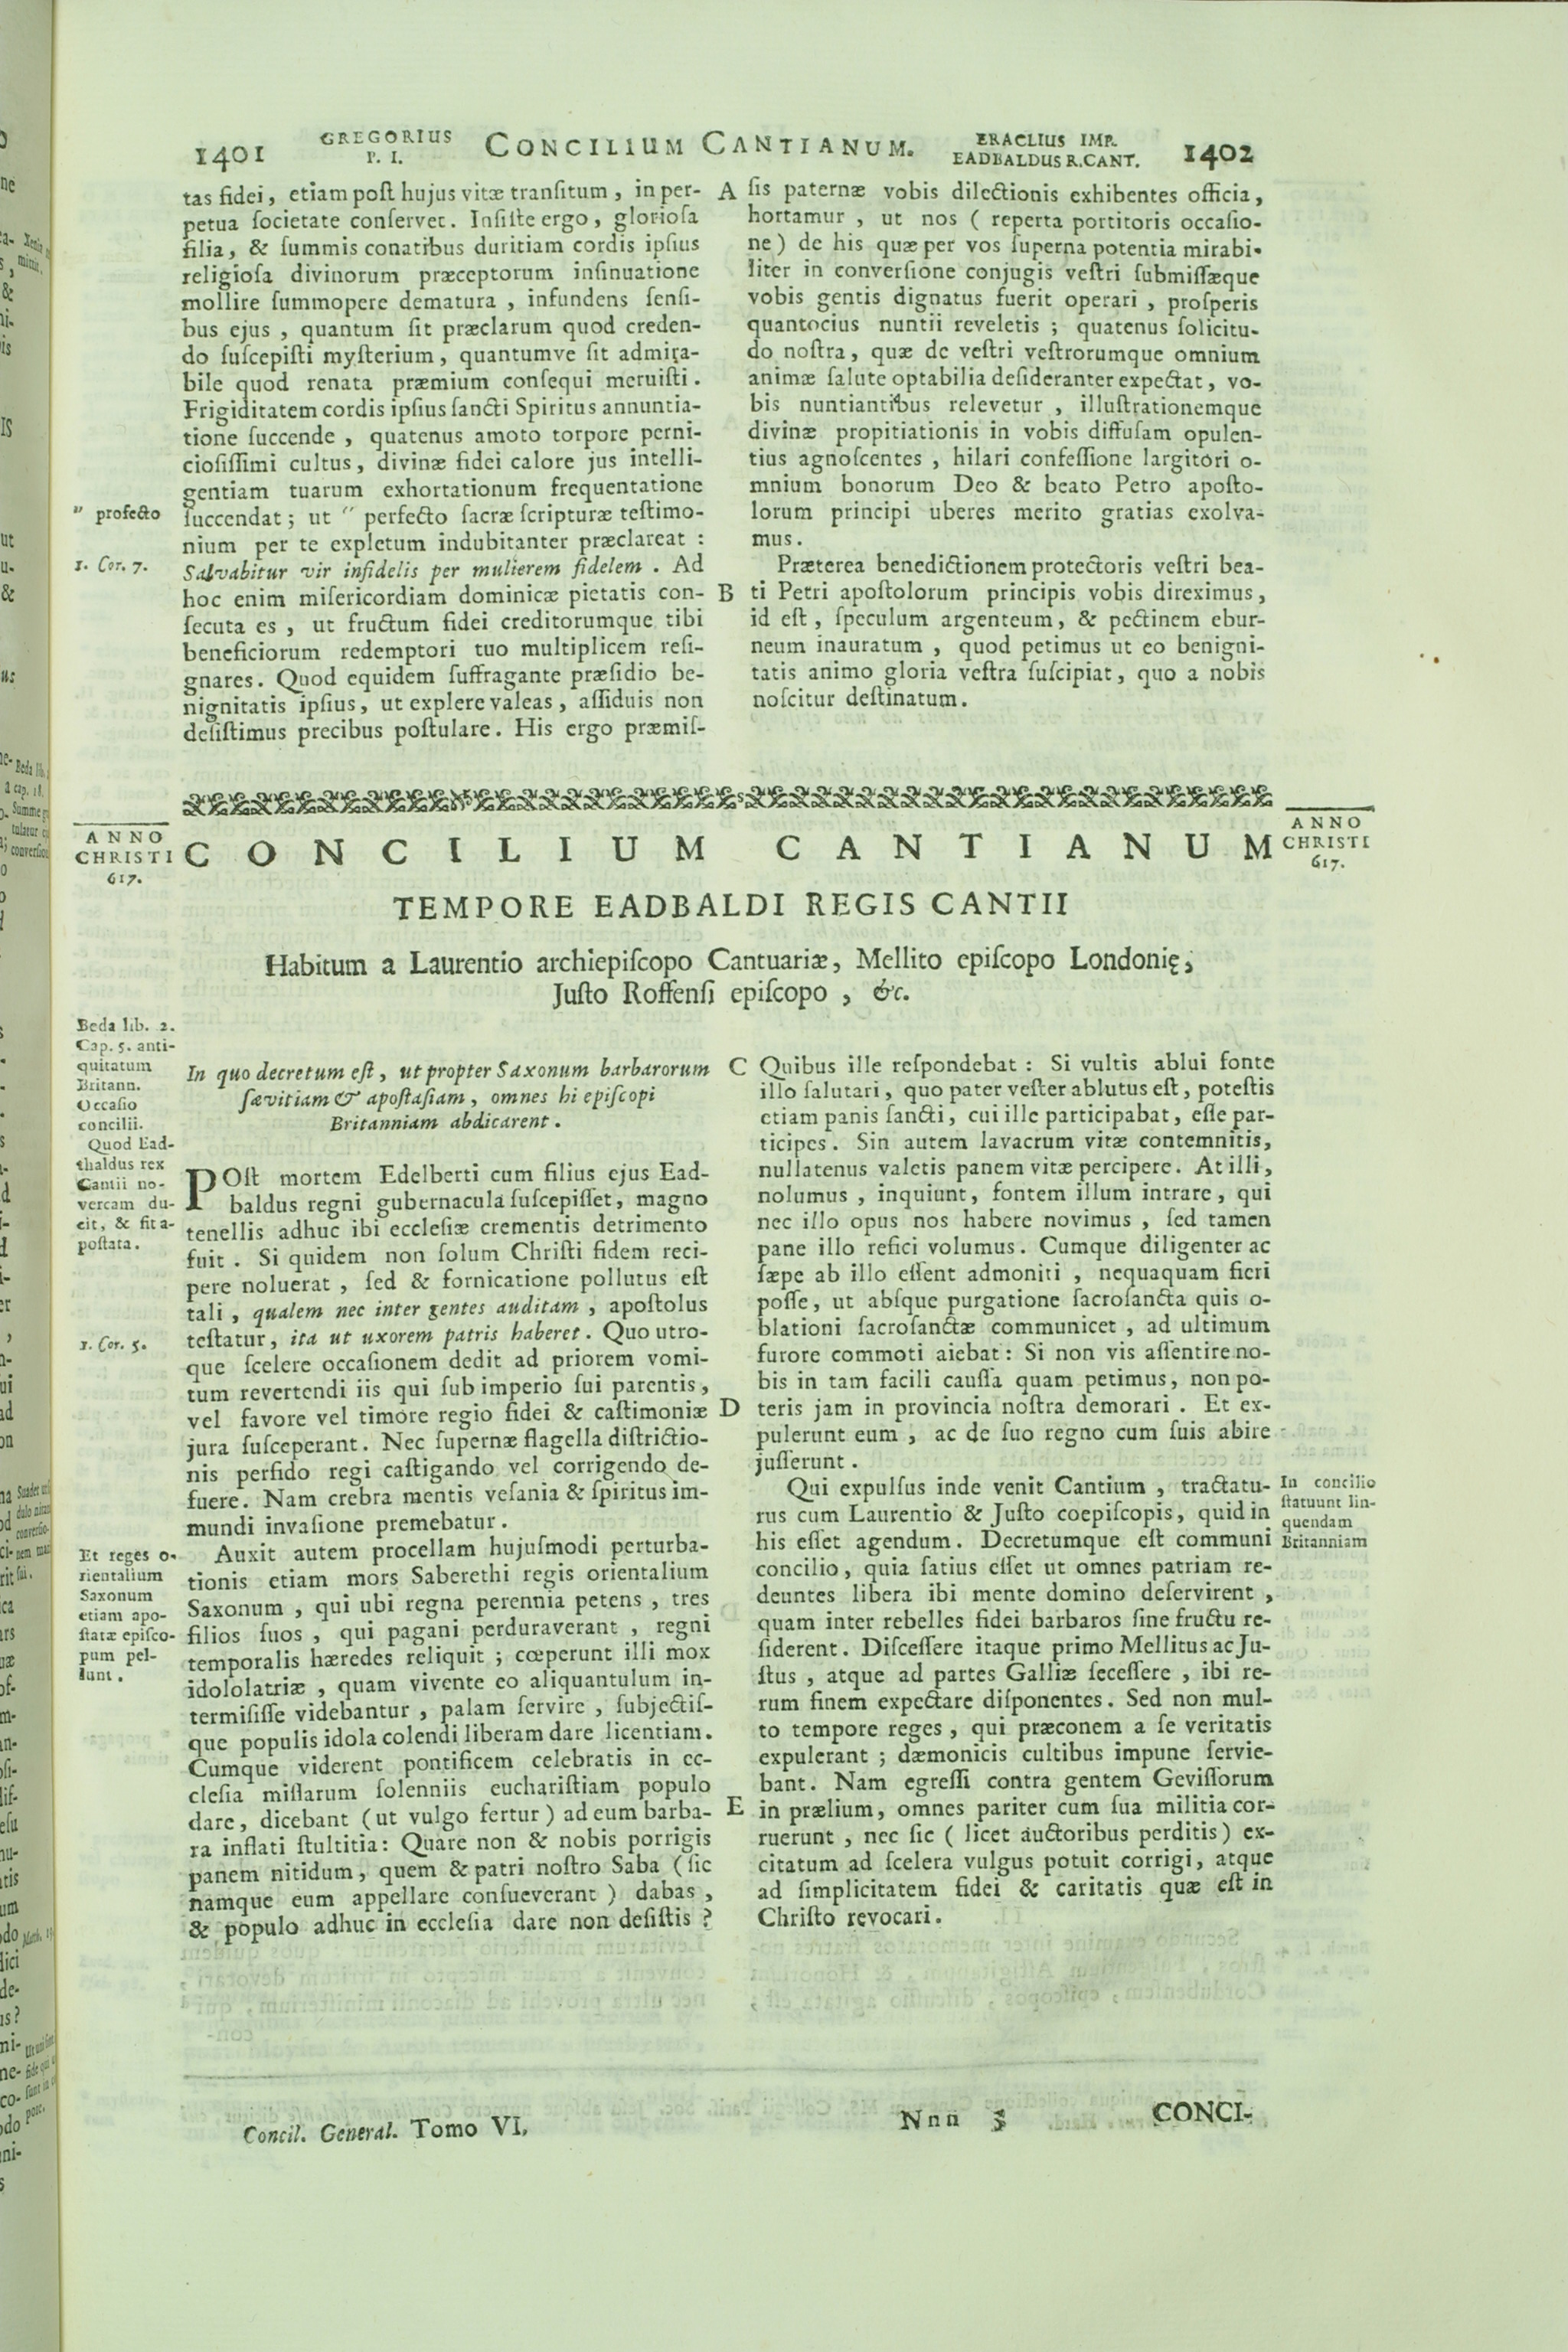 1401
GREGORIUS
P. I.
CONCILIUM CANTIANUM.
ERACLIUS IMP.
EADBALDUS R.CANT.
1402
tas fidei, etiam poſt hujus vitæ tranſitum, in per-
petua ſocietate conſervet. Inſiſte ergo, glorioſa
filia, & ſummis conatibus duritiam cordis ipſius
religioſa divinorum præceptorum inſinuatione
mollire ſummopere dematura, infundens ſenſi-
bus ejus, quantum ſit præclarum quod creden-
do ſuſcepiſti myſterium, quantumve ſit admira-
bile quod renata præmium conſequi meruiſti.
Frigiditatem cordis ipſius ſancti Spiritus annuntia-
tione ſuccende, quatenus amoto torpore perni-
cioſiſſimi cultus, divinæ fidei calore jus intelli-
gentiam tuarum exhortationum frequentatione
ſuccendat; ut " perfecto ſacræ ſcripturæ teſtimo-
nium per te expletum indubitanter præclareat:
Salvabitur vir infidelis per mulierem fidelem. Ad
hoc enim miſericordiam dominicæ pietatis con-
ſecuta es, ut fructum fidei creditorumque tibi
beneficiorum redemptori tuo multiplicem reſi-
gnares. Quod equidem ſuffragante præſidio be-
nignitatis ipſius, ut explere valeas, aſſiduis non
deſiſtimus precibus poſtulare. His ergo præmiſ-
" profecto
1. Cor. 7.
A
B
ſis paternæ vobis dilectionis exhibentes officia,
hortamur, ut nos ( reperta portitoris occaſio-
ne) de his quæ per vos ſuperna potentia mirabi-
liter in converſione conjugis veſtri ſubmiſſæque
vobis gentis dignatus fuerit operari, proſperis
quantocius nuntii reveletis; quatenus ſolicitu-
do noſtra, quæ de veſtri veſtrorumque omnium
animæ ſalute optabilia deſideranter expectat, vo-
bis nuntiantibus relevetur, illuſtrationemque
divinæ propitiationis in vobis diffuſam opulen-
tius agnoſcentes, hilari confeſſione largitori o-
mnium bonorum Deo & beato Petro apoſto-
lorum principi uberes merito gratias exolva-
mus.
Præterea benedictionem protectoris veſtri bea-
ti Petri apoſtolorum principis vobis direximus,
id eſt, ſpeculum argenteum, & pectinem ebur-
neum inauratum, quod petimus ut eo benigni-
tatis animo gloria veſtra ſuſcipiat, quo a nobis
noſcitur deſtinatum.
ANNO
CHRISTI
617.
CONCILIUM CANTIANUM
ANNO
CHRISTI
617.
TEMPORE EADBALDI REGIS CANTII
Habitum a Laurentio archiepiſcopo Cantuariæ, Mellito epiſcopo Londonię,
Juſto Roffenſi epiſcopo, &c.
Beda lib. 2.
Cap. 5. anti-
quitatum
Britann.
Occaſio
concilii.
Quod Ead-
thaldus rex
Cantii no-
vercam du-
cit, & fit a-
poſtata.
1. Cor. 5.
Et reges o-
rientalium
Saxonum
etiam apo-
ſtatæ epiſco-
pum pel-
lunt.
In quo decretum eſt, ut propter Saxonum barbarorum
ſævitiam & apoſtaſiam, omnes hi epiſcopi
Britanniam abdicarent.
POſt mortem Edelberti cum filius ejus Ead-
baldus regni gubernacula ſuſcepiſſet, magno
tenellis adhuc ibi eccleſiæ crementis detrimento
fuit. Si quidem non ſolum Chriſti fidem reci-
pere noluerat, ſed & fornicatione pollutus eſt
tali, qualem nec inter gentes auditam, apoſtolus
teſtatur, ita ut uxorem patris haberet. Quo utro-
que ſcelere occaſionem dedit ad priorem vomi-
tum revertendi iis qui ſub imperio ſui parentis,
vel favore vel timore regio fidei & caſtimoniæ
jura ſuſceperant. Nec ſupernæ flagella diſtrictio-
nis perfido regi caſtigando vel corrigendo de-
fuere. Nam crebra mentis veſania & ſpiritus im-
mundi invaſione premebatur.
Auxit autem procellam hujuſmodi perturba-
tionis etiam mors Saberethi regis orientalium
Saxonum, qui ubi regna perennia petens, tres
filios ſuos, qui pagani perduraverant, regni
temporalis hæredes reliquit; cœperunt illi mox
idololatriæ, quam vivente eo aliquantulum in-
termiſiſſe videbantur, palam ſervire, ſubjectiſ-
que populis idola colendi liberam dare licentiam.
Cumque viderent pontificem celebratis in ec-
cleſia miſſarum ſolenniis euchariſtiam populo
dare, dicebant (ut vulgo fertur) ad eum barba-
ra inflati ſtultitia: Quare non & nobis porrigis
panem nitidum, quem & patri noſtro Saba (ſic
namque eum appellare conſueverant) dabas,
& populo adhuc in eccleſia dare non deſiſtis?
C
D
E
Quibus ille reſpondebat: Si vultis ablui fonte
illo ſalutari, quo pater veſter ablutus eſt, poteſtis
etiam panis ſancti, cui ille participabat, eſſe par-
ticipes. Sin autem lavacrum vitæ contemnitis,
nullatenus valetis panem vitæ percipere. At illi,
nolumus, inquiunt, fontem illum intrare, qui
nec illo opus nos habere novimus, ſed tamen
pane illo refici volumus. Cumque diligenter ac
ſæpe ab illo eſſent admoniti, nequaquam fieri
poſſe, ut abſque purgatione ſacroſancta quis o-
blationi ſacroſanctæ communicet, ad ultimum
furore commoti aiebat: Si non vis aſſentire no-
bis in tam facili cauſſa quam petimus, non po-
teris jam in provincia noſtra demorari. Et ex-
pulerunt eum, ac de ſuo regno cum ſuis abire
juſſerunt.
Qui expulſus inde venit Cantium, tractatu-
rus cum Laurentio & Juſto coepiſcopis, quid in
his eſſet agendum. Decretumque eſt communi
concilio, quia ſatius eſſet ut omnes patriam re-
deuntes libera ibi mente domino deſervirent,
quam inter rebelles fidei barbaros ſine fructu re-
ſiderent. Diſceſſere itaque primo Mellitus ac Ju-
ſtus, atque ad partes Galliæ ſeceſſere, ibi re-
rum finem expectare diſponentes. Sed non mul-
to tempore reges, qui præconem a ſe veritatis
expulerant; dæmonicis cultibus impune ſervie-
bant. Nam egreſſi contra gentem Geviſſorum
in prælium, omnes pariter cum ſua militia cor-
ruerunt, nec ſic ( licet auctoribus perditis) ex-
citatum ad ſcelera vulgus potuit corrigi, atque
ad ſimplicitatem fidei & caritatis quæ eſt in
Chriſto revocari.
In concilio
ſtatuunt lin-
quendam
Britanniam
Concil. General. Tomo VI.
Nnn 3
CONCI-